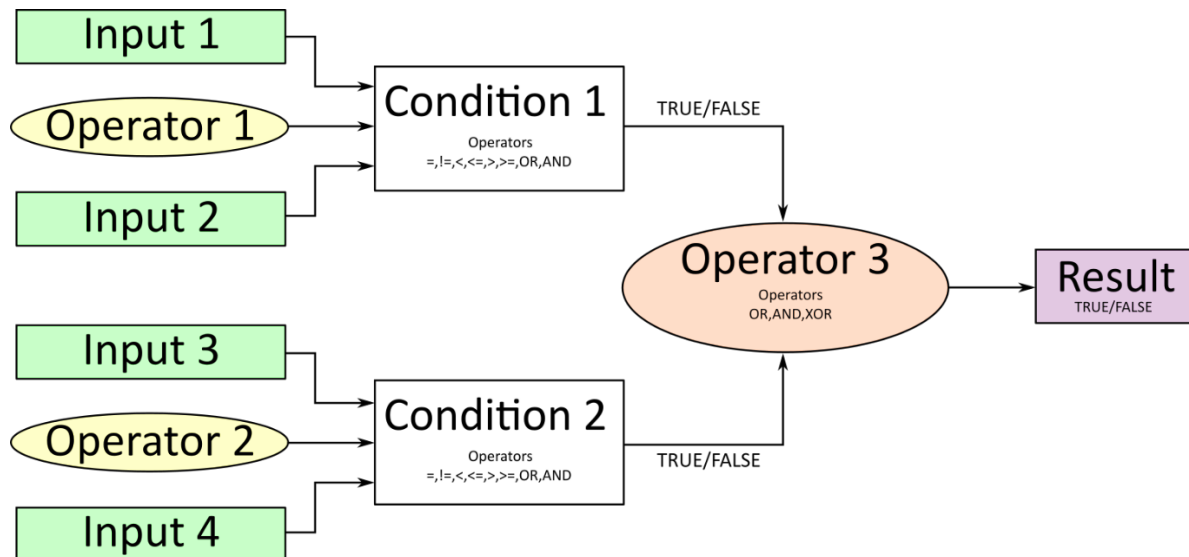 Input 1
Operator 1
Input 2
Condition 1
Operators
=,!=,<,<=,>,>=,OR,AND
TRUE/FALSE
Input 3
Operator 2
Input 4
Condition 2
Operators
=,!=,<,<=,>,>=,OR,AND
TRUE/FALSE
Operator 3
Operators
OR,AND,XOR
Result
TRUE/FALSE